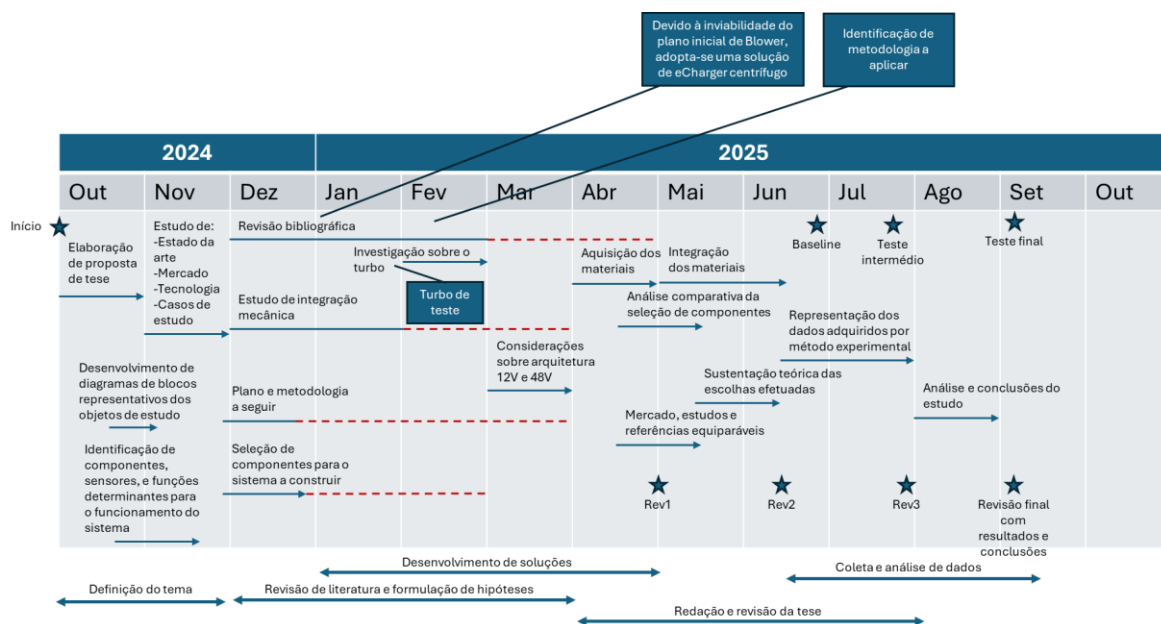 Devido à inviabilidade do
plano inicial de Blower,
adopta-se uma solução
de eCharger centrífugo
Identificação de
metodologia a
aplicar
2024
2025
Out
Nov
Dez
Jan
Fev
Mar
Abr
Mai
Jun
Jul
Ago
Set
Out
Início
Elaboração
de proposta
de tese
Estudo de:
-Estado da
arte
-Mercado
-Tecnologia
-Casos de
estudo
Revisão bibliográfica
Investigação sobre o
turbo
Turbo de
teste
Estudo de integração
mecânica
Aquisição dos
materiais
Integração
dos materiais
Baseline
Teste
intermédio
Teste final
Análise comparativa da
seleção de componentes
Representação dos
dados adquiridos por
método experimental
Considerações
sobre arquitetura
12V e 48V
Desenvolvimento de
diagramas de blocos
representativos dos
objetos de estudo
Plano e metodologia
a seguir
Sustentação teórica das
escolhas efetuadas
Análise e conclusões do
estudo
Mercado, estudos e
referências equiparáveis
Identificação de
componentes,
sensores, e funções
determinantes para
o funcionamento do
sistema
Seleção de
componentes para o
sistema a construir
Rev1
Rev2
Rev3
Revisão final
com
resultados e
conclusões
Desenvolvimento de soluções
Coleta e análise de dados
Definição do tema
Revisão de literatura e formulação de hipóteses
Redação e revisão da tese